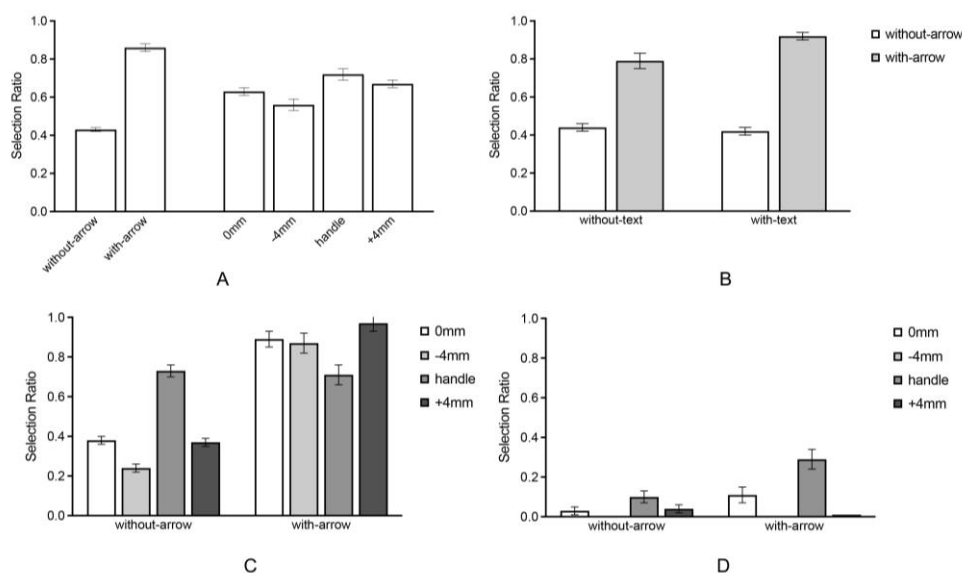 Selection Ratio
1.0
0.8
0.6
0.4
0.2
0.0
without-arrow
with-arrow
0mm
-4mm
handle
+4mm
A
Selection Ratio
1.0
0.8
0.6
0.4
0.2
0.0
without-text
with-text
without-arrow
with-arrow
B
Selection Ratio
1.0
0.8
0.6
0.4
0.2
0.0
without-arrow
with-arrow
0mm
-4mm
handle
+4mm
C
Selection Ratio
1.0
0.8
0.6
0.4
0.2
0.0
without-arrow
with-arrow
0mm
-4mm
handle
+4mm
D